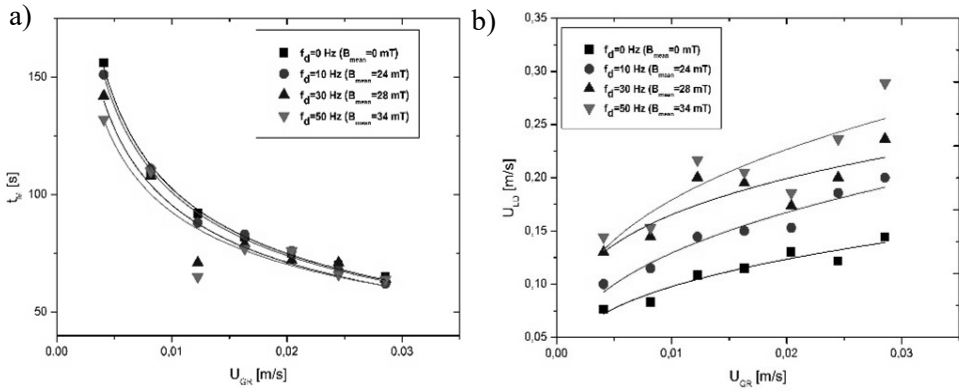 a)
f_d=0 Hz (B_mean=0 mT)
f_d=10 Hz (B_mean=24 mT)
f_d=30 Hz (B_mean=28 mT)
f_d=50 Hz (B_mean=34 mT)
150
100
50
[s]
0.00
0,01
0,02
0.03
U_GR [m/s]
b)
0,35
0,30
0,25
0,20
0,15
0,10
0,05
f_d=0 Hz (B_mean=0 mT)
f_d=10 Hz (B_mean=24 mT)
f_d=30 Hz (B_mean=28 mT)
f_d=50 Hz (B_mean=34 mT)
[m/s]
0,00
0,01
0,02
0,03
U_GR [m/s]